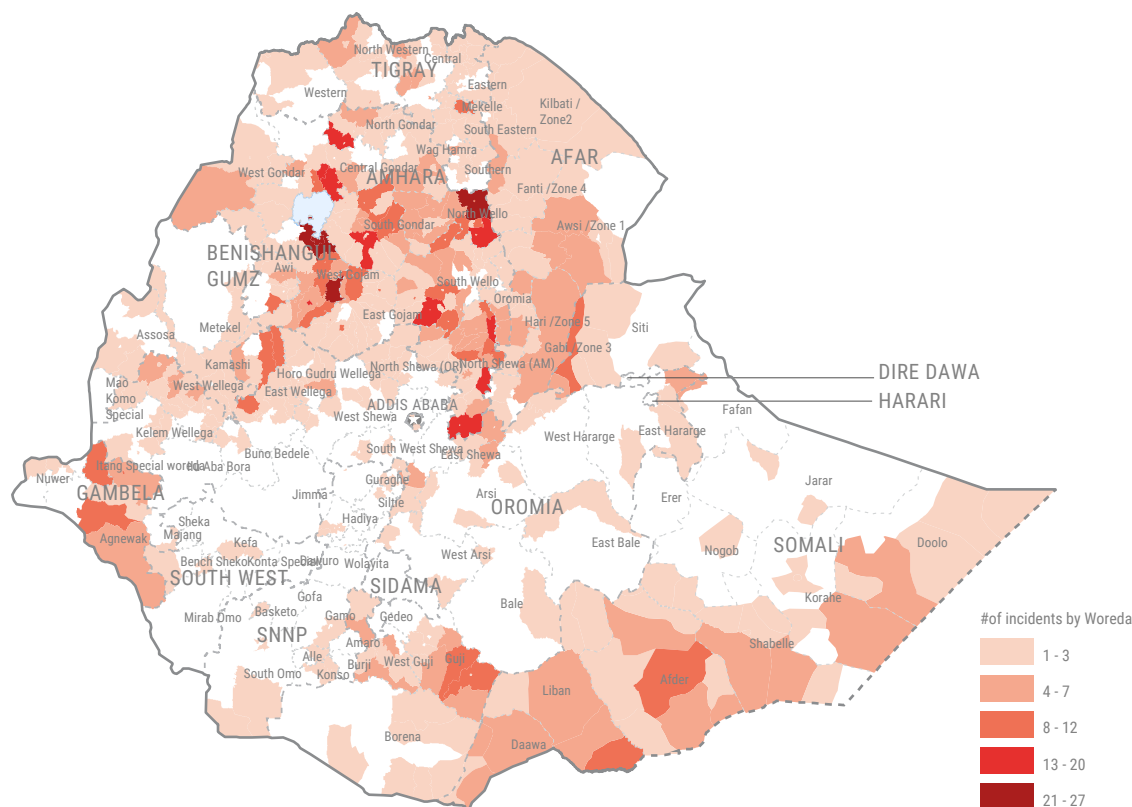 North Western
Central
TIGRAY
Eastern
Western
Mekelle
Kilbati /
Zone2
North Gondar
South Eastern
Wag Hamra
AFAR
Central Gondar
Southern
West Gondar
AMHARA
Fanti /Zone 4
North Wello
South Gondar
Awsi /Zone 1
BENISHANGUL
GUMZ
Awi
West Gojam
South Wello
Oromia
East Gojam
Hari /Zone 5
Siti
Metekel
Assosa
Gabi /Zone 3
Kamashi
North Shewa (OR)
North Shewa (AM)
Horo Gudru Wellega
DIRE DAWA
Mao
Komo
Special
West Wellega
East Wellega
HARARI
ADDIS ABABA
Fafan
West Shewa
Kelem Wellega
West Hararge
East Hararge
South West Shewa
East Shewa
Buno Bedele
Itang Special woreda
Ilu Aba Bora
Nuwer
Guraghe
Jarar
GAMBELA
Jimma
Arsi
Erer
Siltie
OROMIA
Sheka
Hadiya
Majang
Agnewak
Kefa
East Bale
Doolo
Nogob
SOMALI
West Arsi
Bench Sheko
Konta Special
Dawuro
Wolayita
SOUTH WEST
SIDAMA
Gofa
Korahe
Bale
Basketo
Mirab Omo
Gamo
Gedeo
#of incidents by Woreda
SNNP
Amaro
Shabelle
Alle
Burji
West Guji
Guji
1 - 3
South Omo
Konso
Afder
Liban
4 - 7
Borena
Daawa
8 - 12
13 - 20
21 - 27